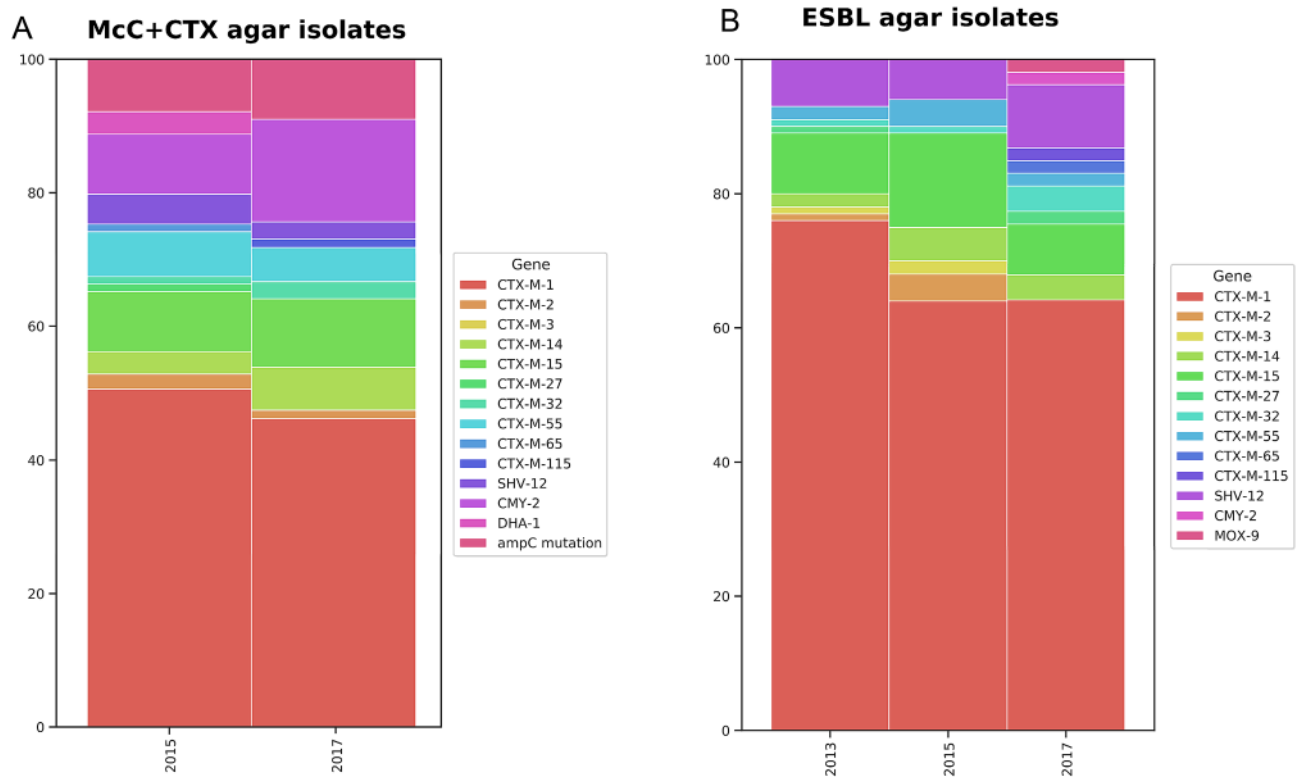 A
McC+CTX agar isolates
100
80
60
40
20
0
2015
2017
Gene
CTX-M-1
CTX-M-2
CTX-M-3
CTX-M-14
CTX-M-15
CTX-M-27
CTX-M-32
CTX-M-55
CTX-M-65
CTX-M-115
SHV-12
CMY-2
DHA-1
ampC mutation
B
ESBL agar isolates
100
80
60
40
20
0
2013
2015
2017
Gene
CTX-M-1
CTX-M-2
CTX-M-3
CTX-M-14
CTX-M-15
CTX-M-27
CTX-M-32
CTX-M-55
CTX-M-65
CTX-M-115
SHV-12
CMY-2
MOX-9